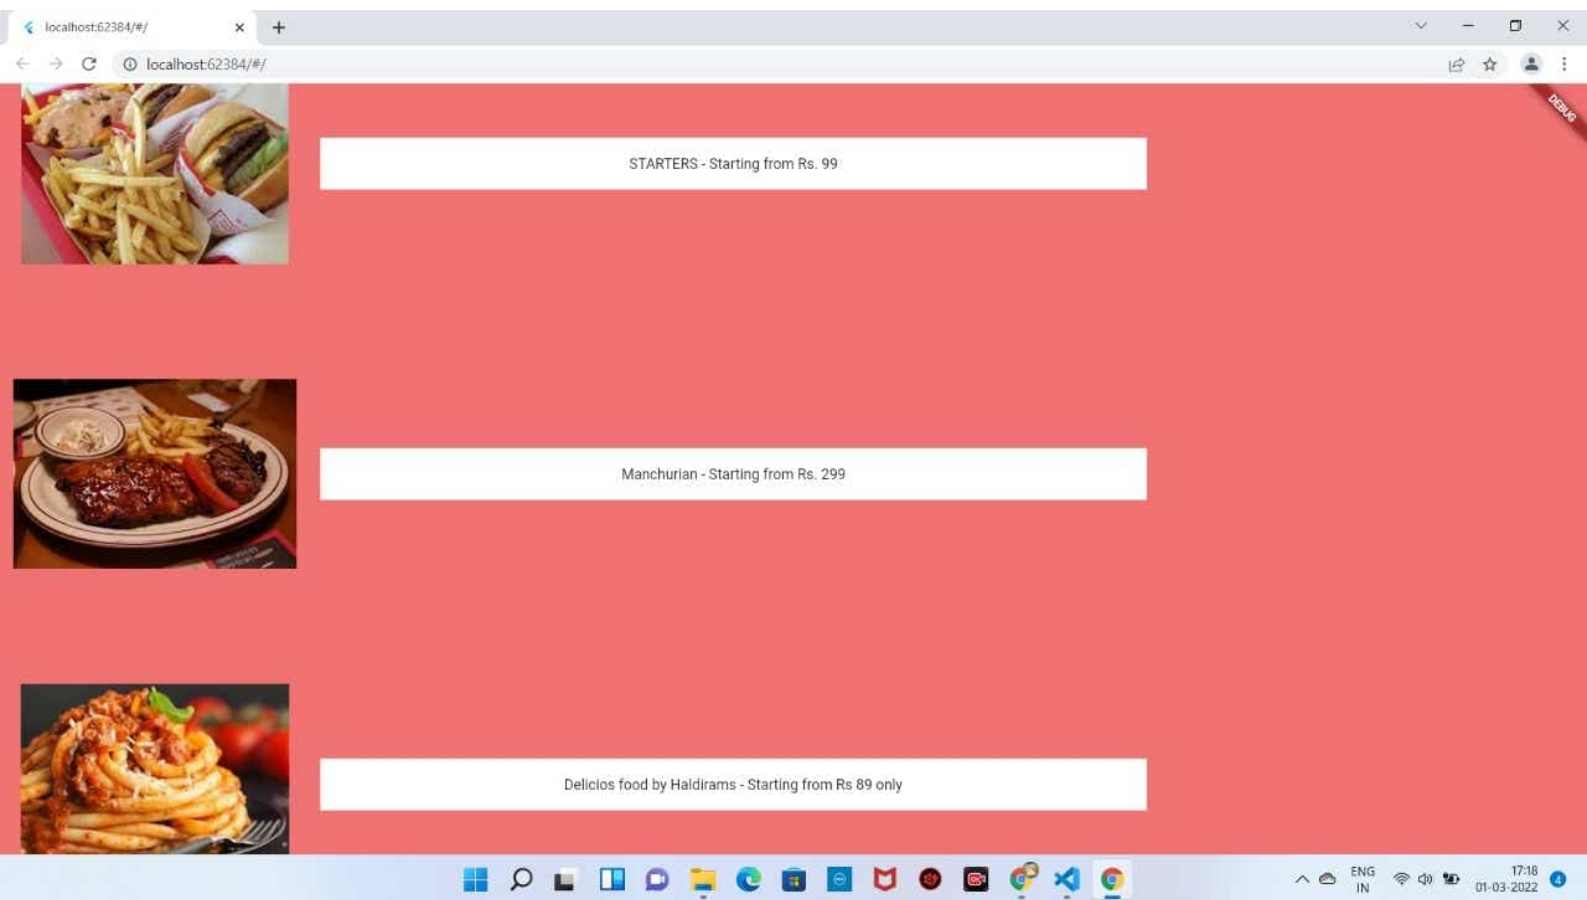 localhost:62384/#/
localhost:62384/#/
DEBUG
STARTERS - Starting from Rs. 99
Manchurian - Starting from Rs. 299
Delicios food by Haldirams - Starting from Rs 89 only
ENG
IN
17:18
01-03-2022
4